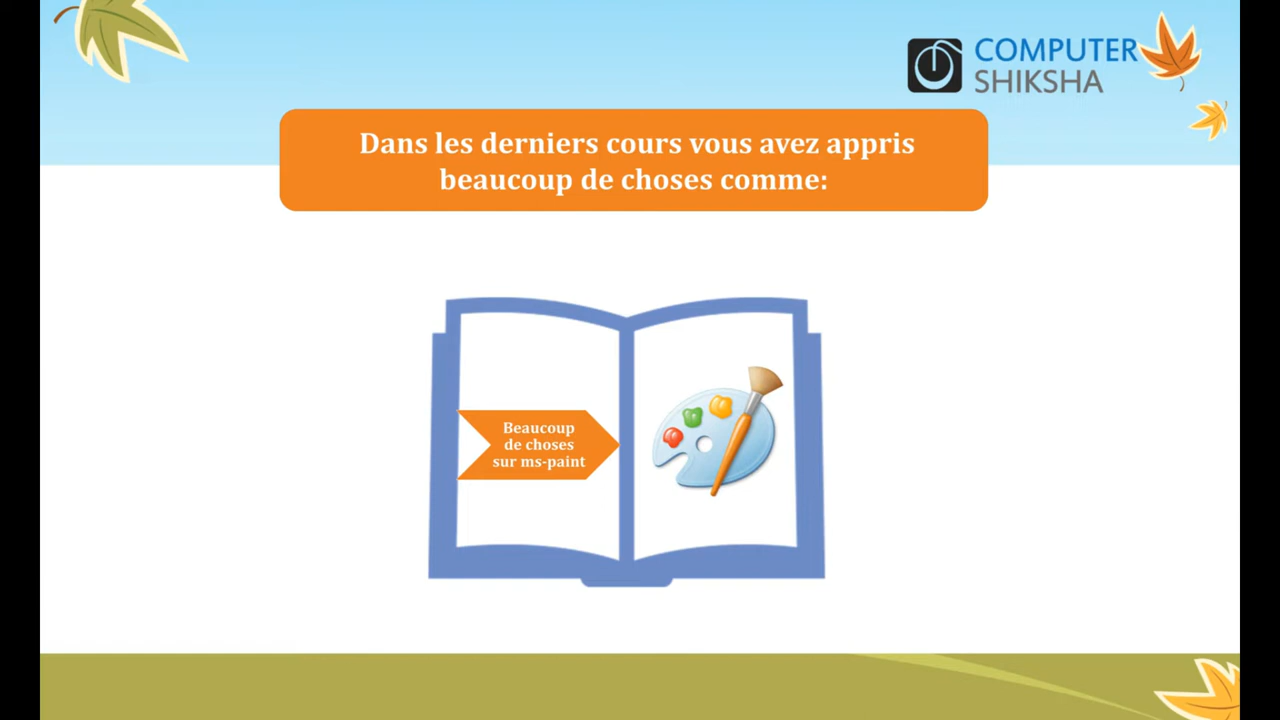 COMPUTER
SHIKSHA
Dans les derniers cours vous avez appris
beaucoup de choses comme:
Beaucoup
de choses
sur ms-paint